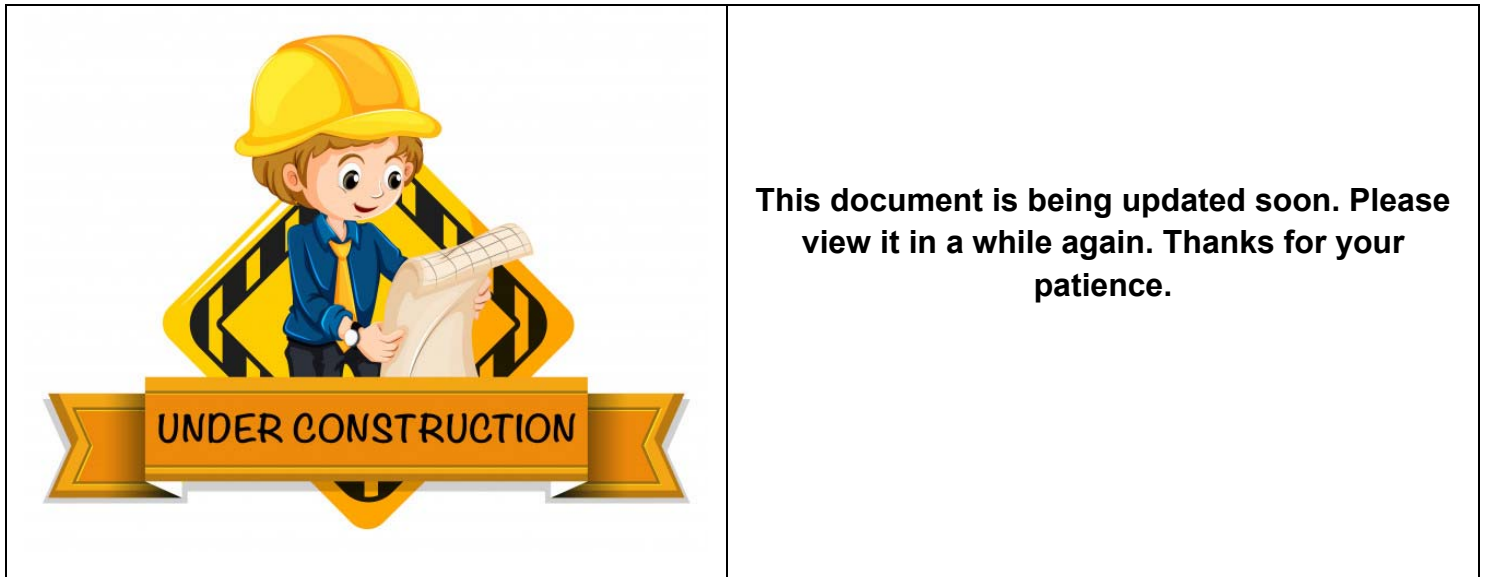 UNDER CONSTRUCTION
This document is being updated soon. Please
view it in a while again. Thanks for your
patience.